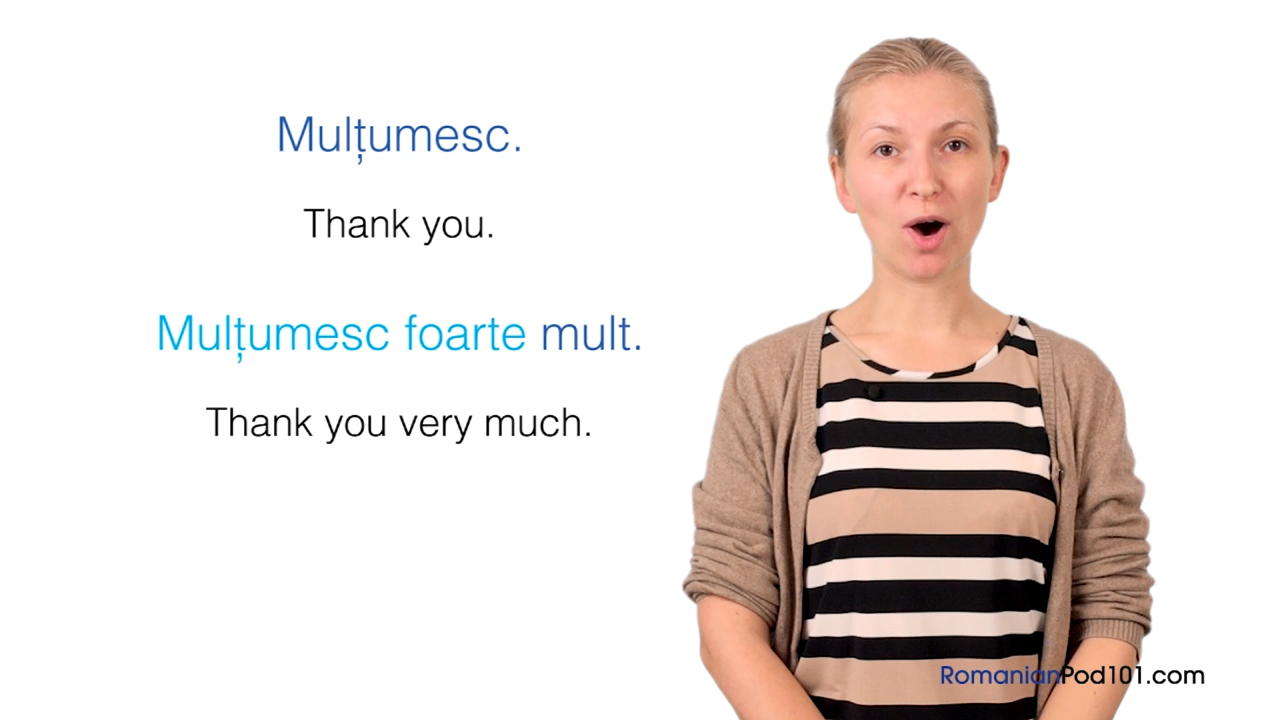 Mulțumesc.
Thank you.
Mulțumesc foarte mult.
Thank you very much.
RomanianPod101.com